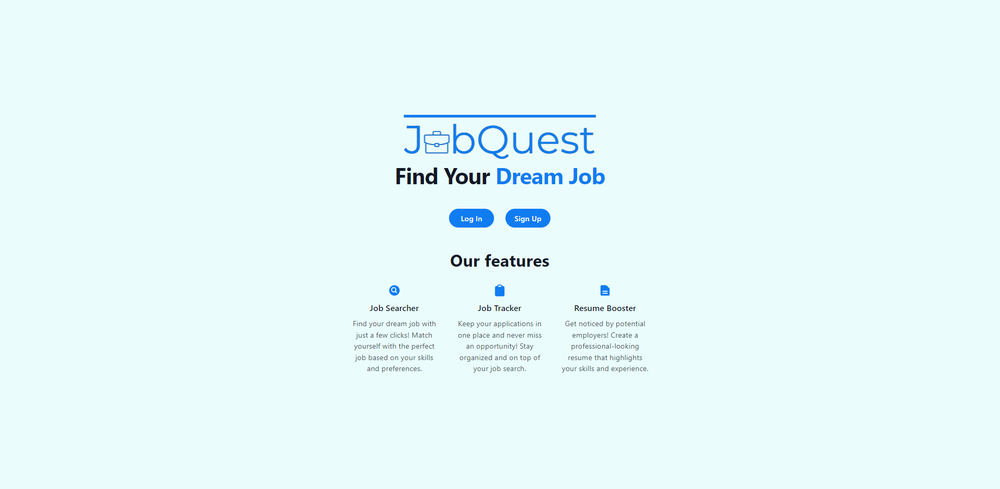 JobQuest
Find Your Dream Job
Log In
Sign Up
Our features
Job Searcher
Find your dream job with
just a few clicks! Match
yourself with the perfect
job based on your skills
and preferences.
Job Tracker
Keep your applications in
one place and never miss
an opportunity! Stay
organized and on top of
your job search.
Resume Booster
Get noticed by potential
employers! Create a
professional-looking
resume that highlights
your skills and experience.